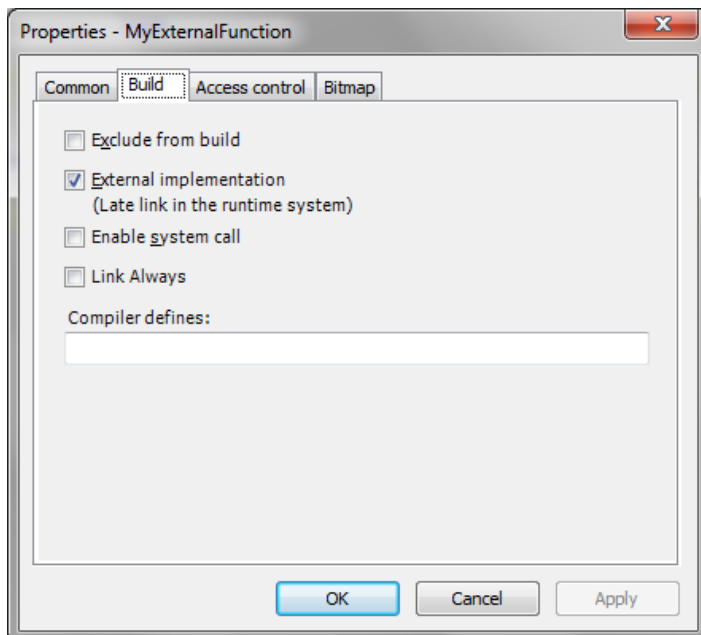 Properties - MyExternalFunction
Common Build Access control Bitmap
Exclude from build
External implementation
(Late link in the runtime system)
Enable system call
Link Always
Compiler defines:
OK Cancel Apply